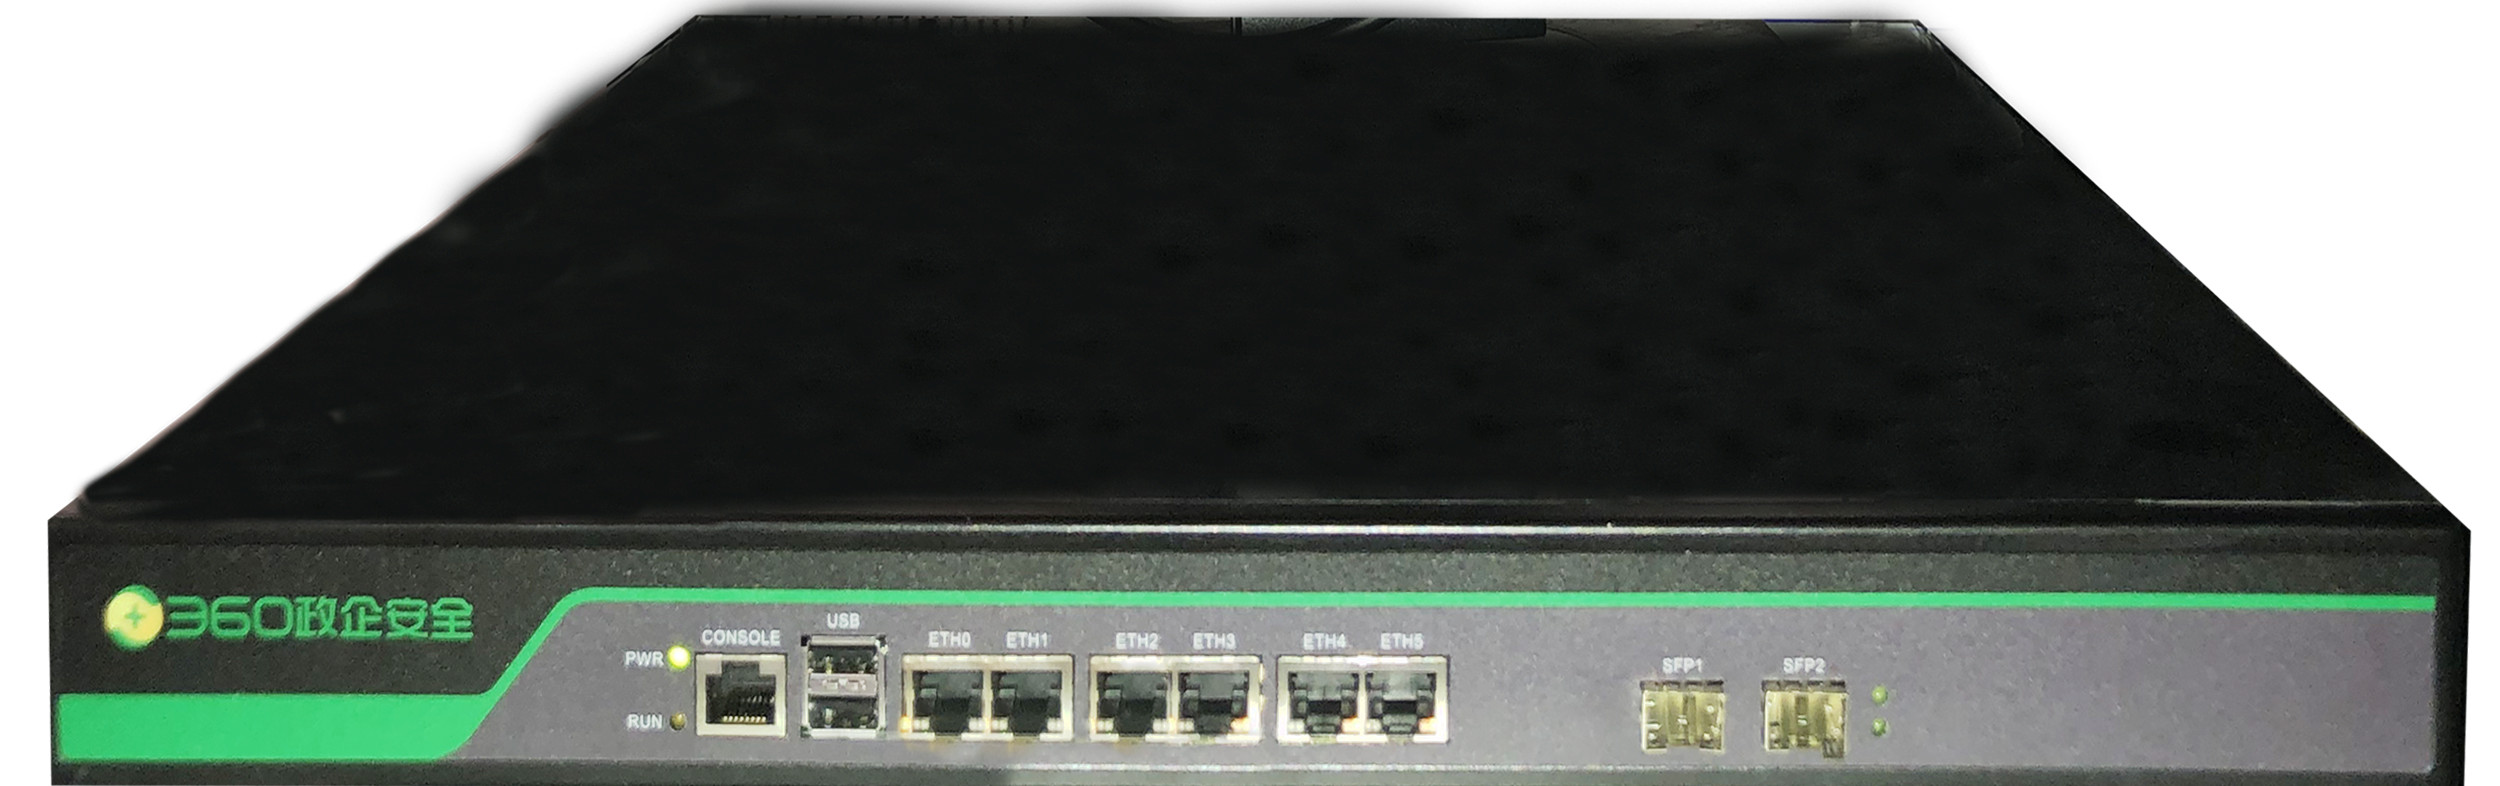 360政企安全
PWR
RUN
CONSOLE
USB
ETH0 ETH1
ETH2 ETH3
ETH4 ETH5
SFP1
SFP2